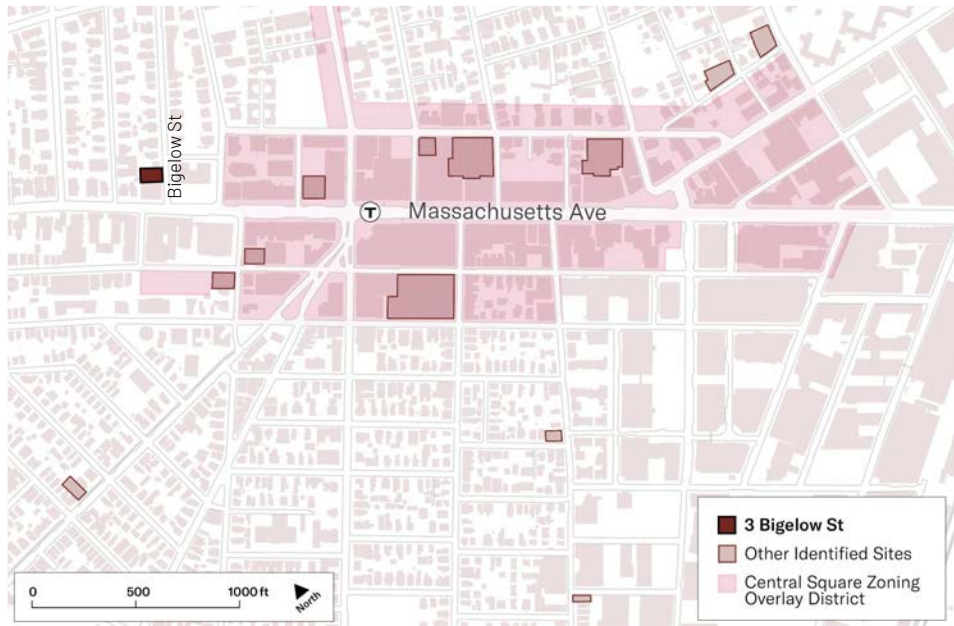 Bigelow St
T Massachusetts Ave
3 Bigelow St
Other Identified Sites
Central Square Zoning
Overlay District
0 500 1000 ft
North